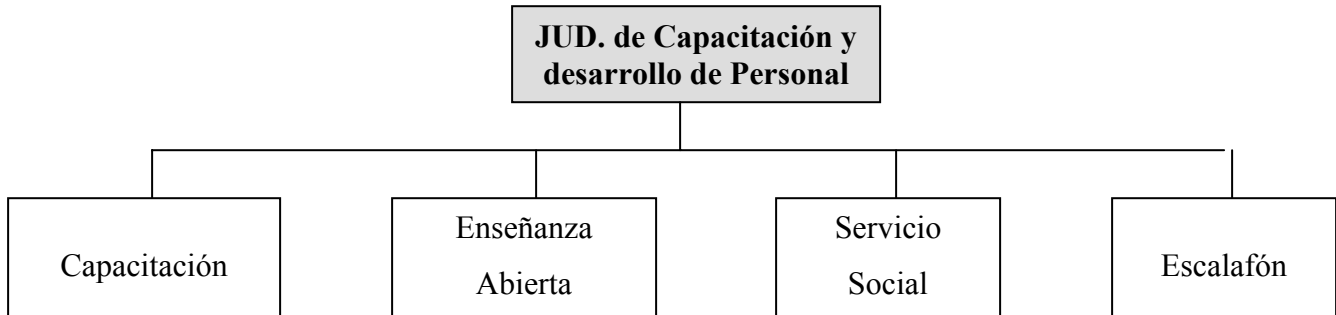 JUD. de Capacitación y
desarrollo de Personal
Capacitación
Enseñanza
Abierta
Servicio
Social
Escalafón